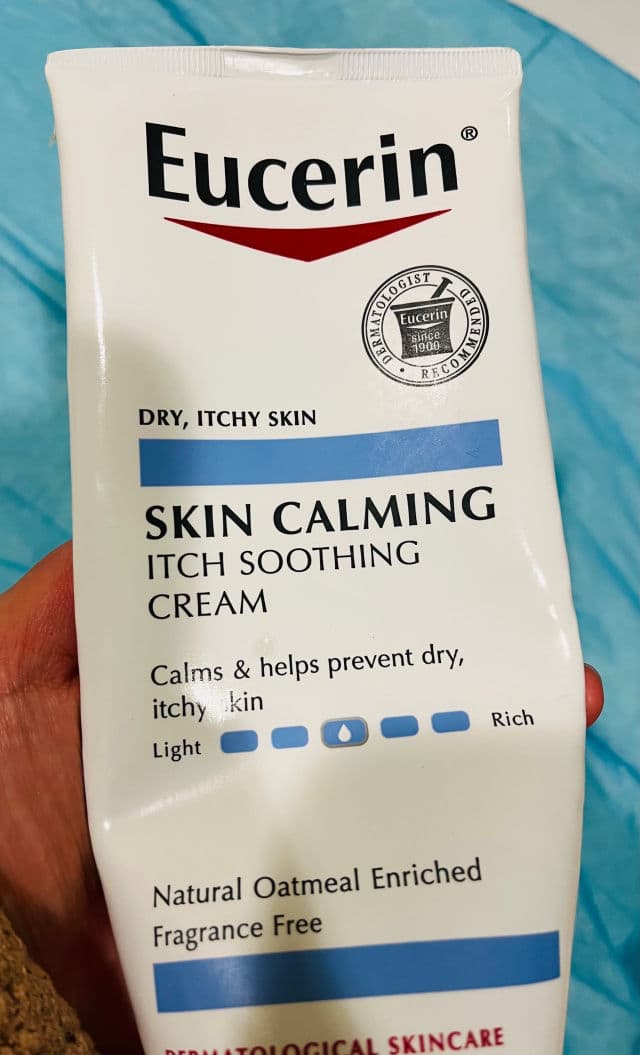 Eucerin®
DERMATOLOGIST
Eucerin
since
1900
RECOMMENDED
DRY, ITCHY SKIN
SKIN CALMING
ITCH SOOTHING
CREAM
Calms & helps prevent dry,
itchy skin
Light Rich
Natural Oatmeal Enriched
Fragrance Free
DERMATOLOGICAL SKINCARE